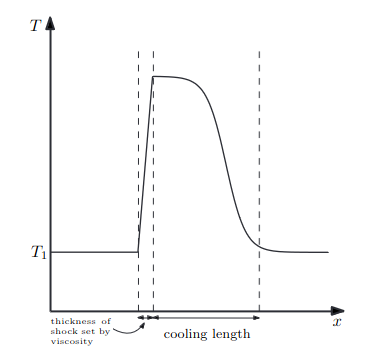 T
T₁
x
thickness of
shock set by
viscosity
cooling length